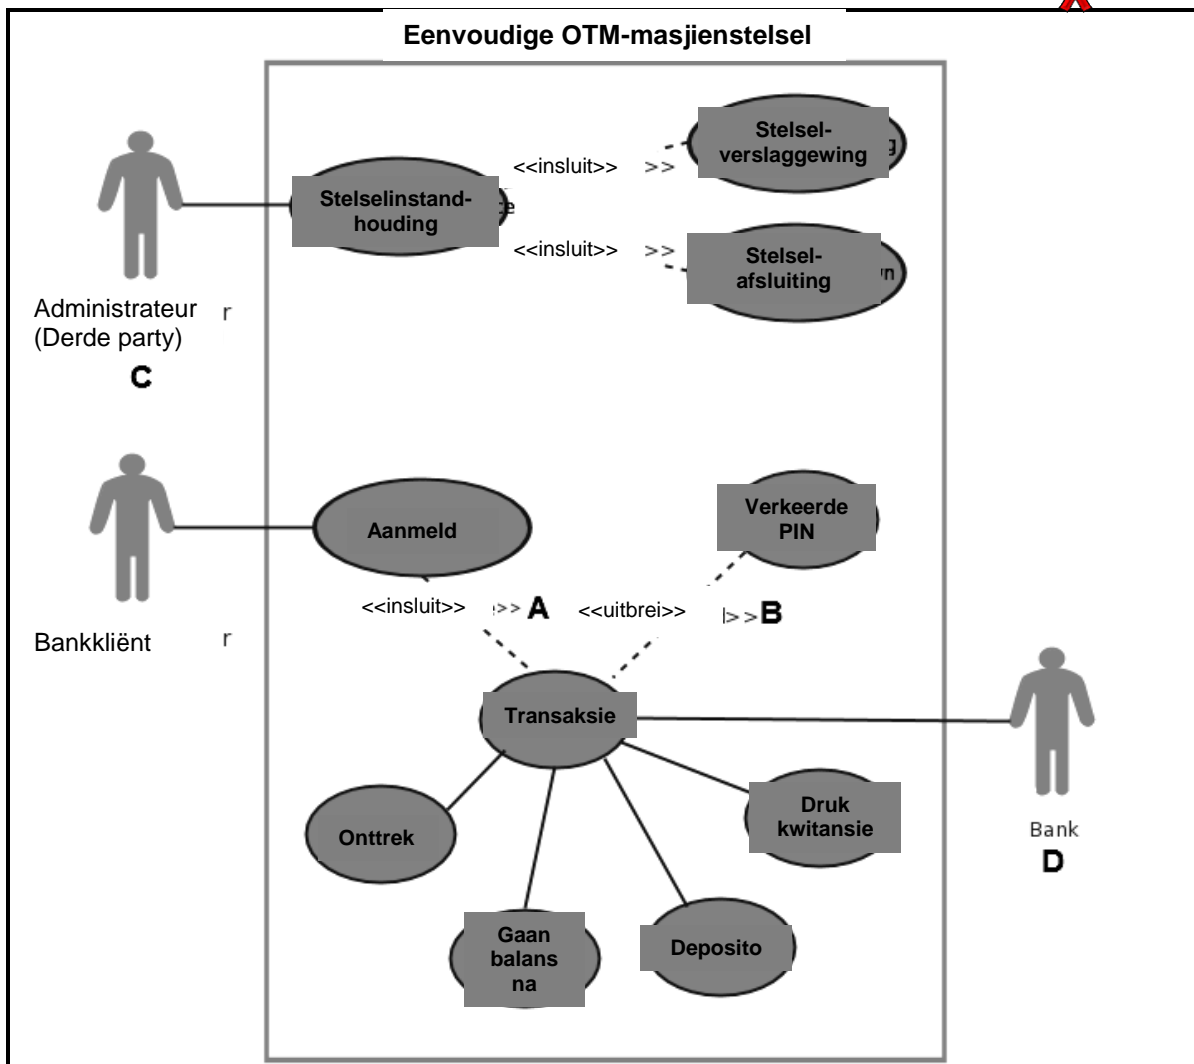 Eenvoudige OTM-masjienstelsel
Stelsel-
verslaggewing
g
<<insluit>> >>
Stelselinstand-
houding
ce
<<insluit>> >>
Stelsel-
afsluiting
n
Administrateur r
(Derde party)
C
Aanmeld
Verkeerde
PIN
<<insluit>> >> A
<<uitbrei>> >> B
Bankkliënt r
Transaksie
Druk
kwitansie
Onttrek
Bank
D
Gaan
balans
na
Deposito